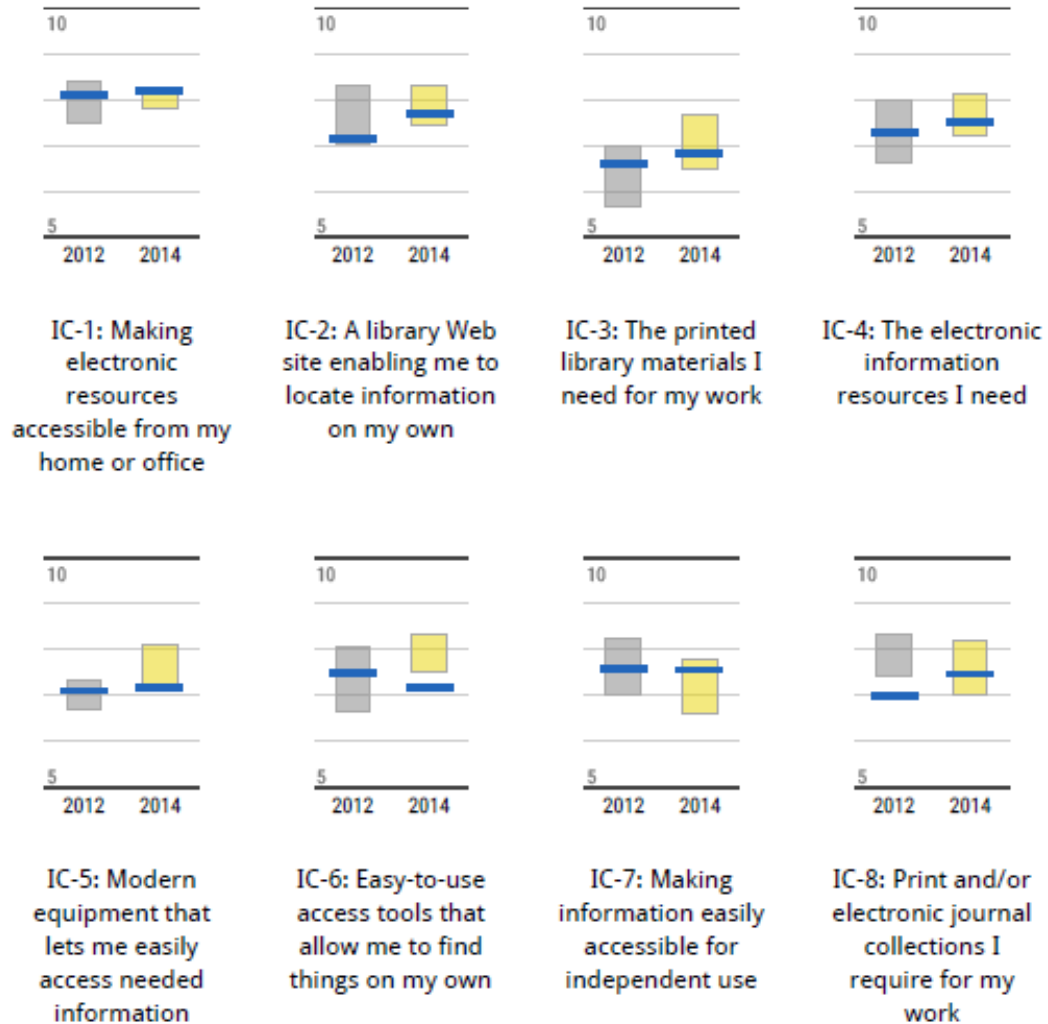 10
5
2012 2014
IC-1: Making
electronic
resources
accessible from my
home or office
10
5
2012 2014
IC-2: A library Web
site enabling me to
locate information
on my own
10
5
2012 2014
IC-3: The printed
library materials I
need for my work
10
5
2012 2014
IC-4: The electronic
information
resources I need
10
5
2012 2014
IC-5: Modern
equipment that
lets me easily
access needed
information
10
5
2012 2014
IC-6: Easy-to-use
access tools that
allow me to find
things on my own
10
5
2012 2014
IC-7: Making
information easily
accessible for
independent use
10
5
2012 2014
IC-8: Print and/or
electronic journal
collections I
require for my
work